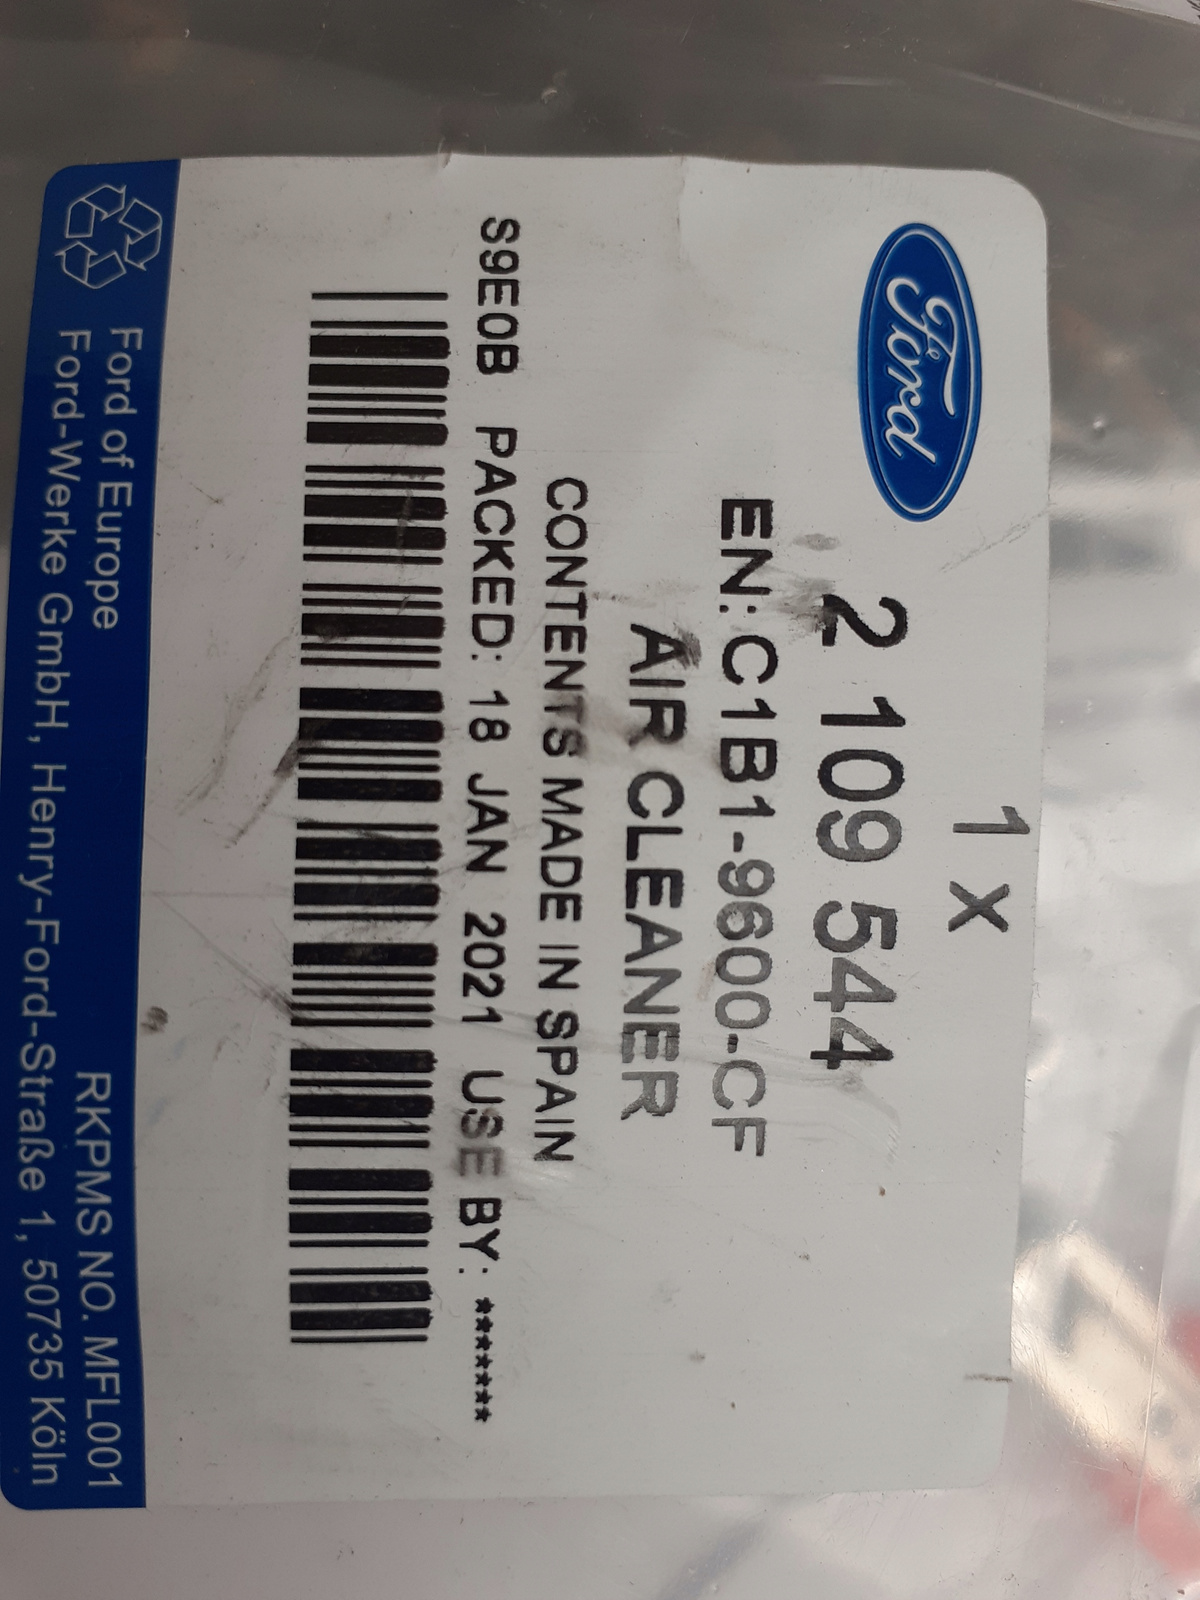 Ford
1 X
2 109 544
EN: C1B1-9600-CF
AIR CLEANER
CONTENTS MADE IN SPAIN
S9E0B PACKED: 18 JAN 2021 USE BY: *******
Ford of Europe RKPMS NO. MFL001
Ford-Werke GmbH, Henry-Ford-Straße 1, 50735 Köln